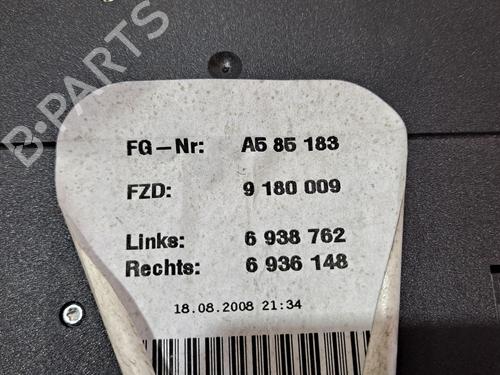 B-PARTS
FG-Nr: A5 85 183
FZD: 9 180 009
Links: 6 938 762
Rechts: 6 936 148
18.08.2008 21:34